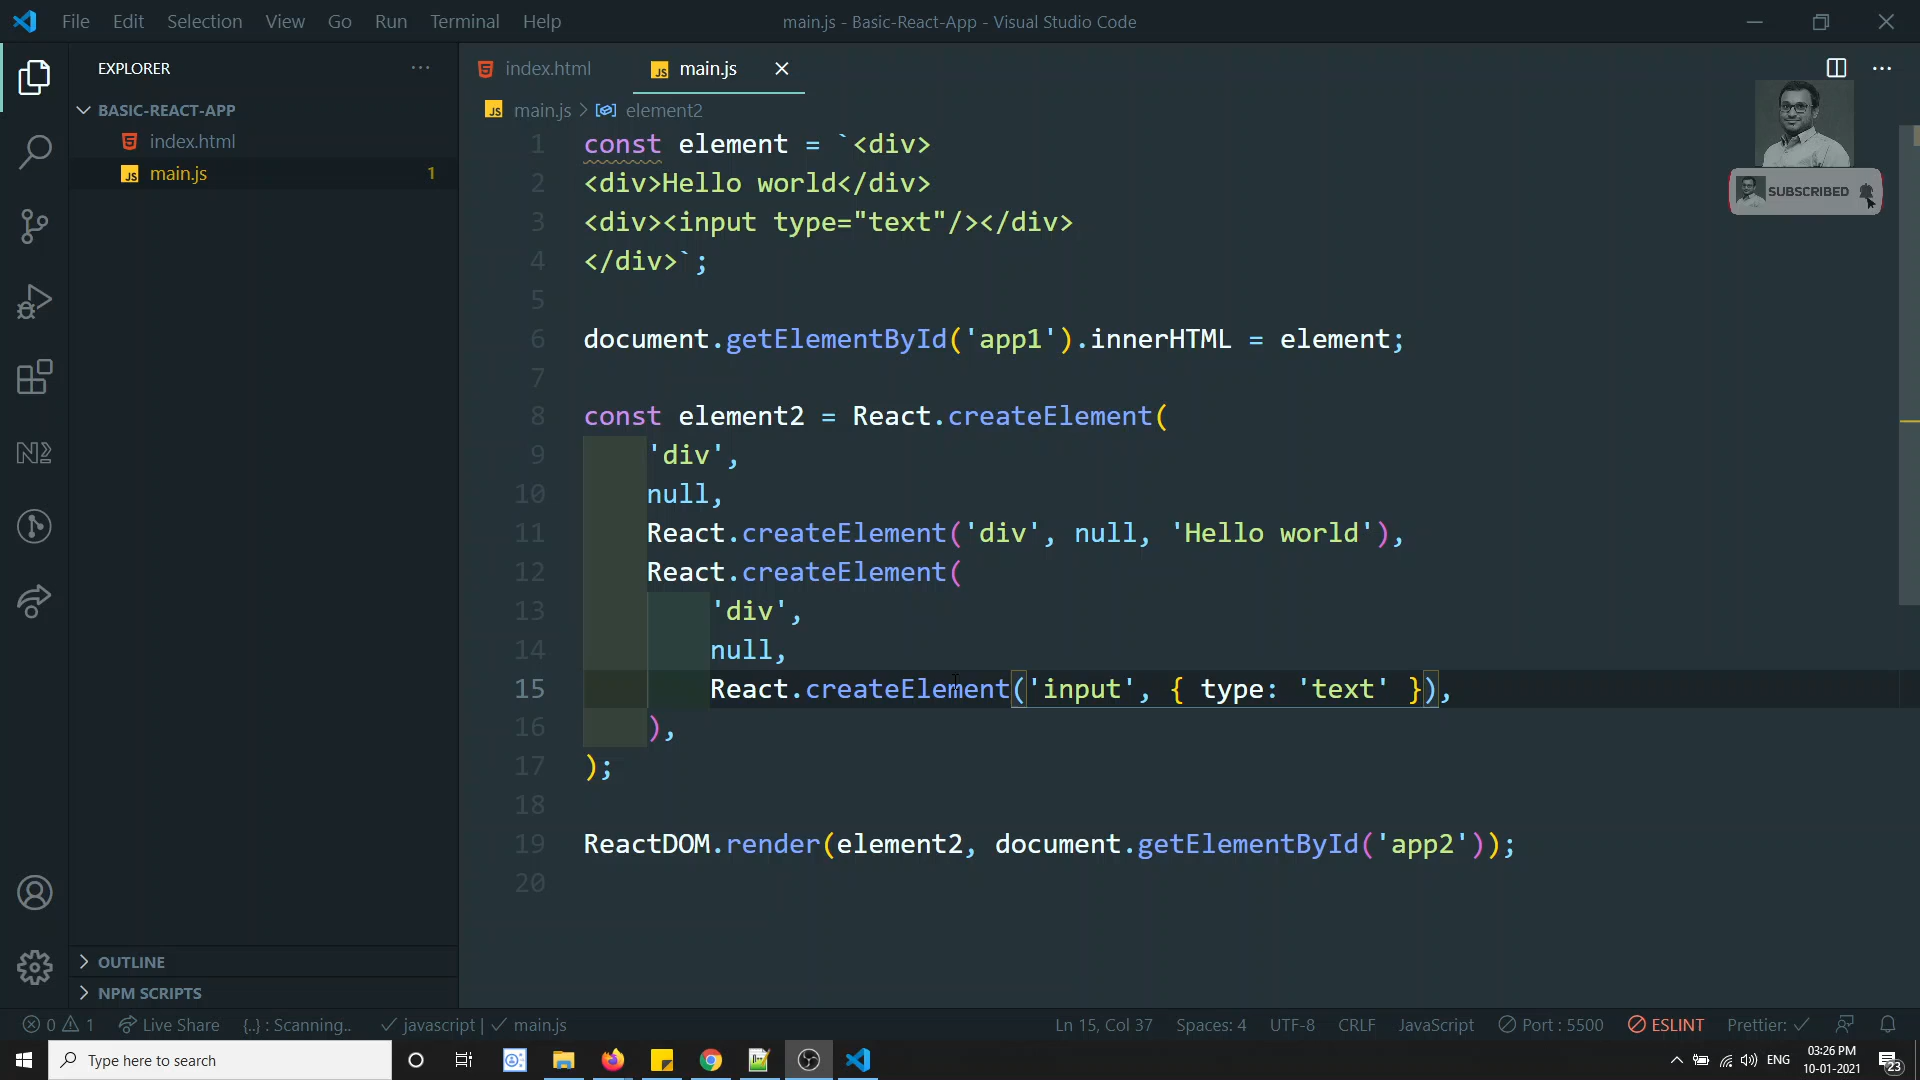 File Edit Selection View Go Run Terminal Help
main.js - Basic-React-App - Visual Studio Code
EXPLORER
BASIC-REACT-APP
index.html
main.js 1
OUTLINE
NPM SCRIPTS
index.html main.js
main.js > element2
SUBSCRIBED
1 const element = `<div>
2 <div>Hello world</div>
3 <div><input type="text"/></div>
4 </div>`;
5
6 document.getElementById('app1').innerHTML = element;
7
8 const element2 = React.createElement(
9 'div',
10 null,
11 React.createElement('div', null, 'Hello world'),
12 React.createElement(
13 'div',
14 null,
15 React.createElement('input', { type: 'text' }),
16 ),
17 );
18
19 ReactDOM.render(element2, document.getElementById('app2'));
20
0 1 Live Share {..} : Scanning.. javascript | main.js Ln 15, Col 37 Spaces: 4 UTF-8 CRLF JavaScript Port : 5500 ESLINT Prettier:
Type here to search
ENG
03:26 PM
10-01-2021
23